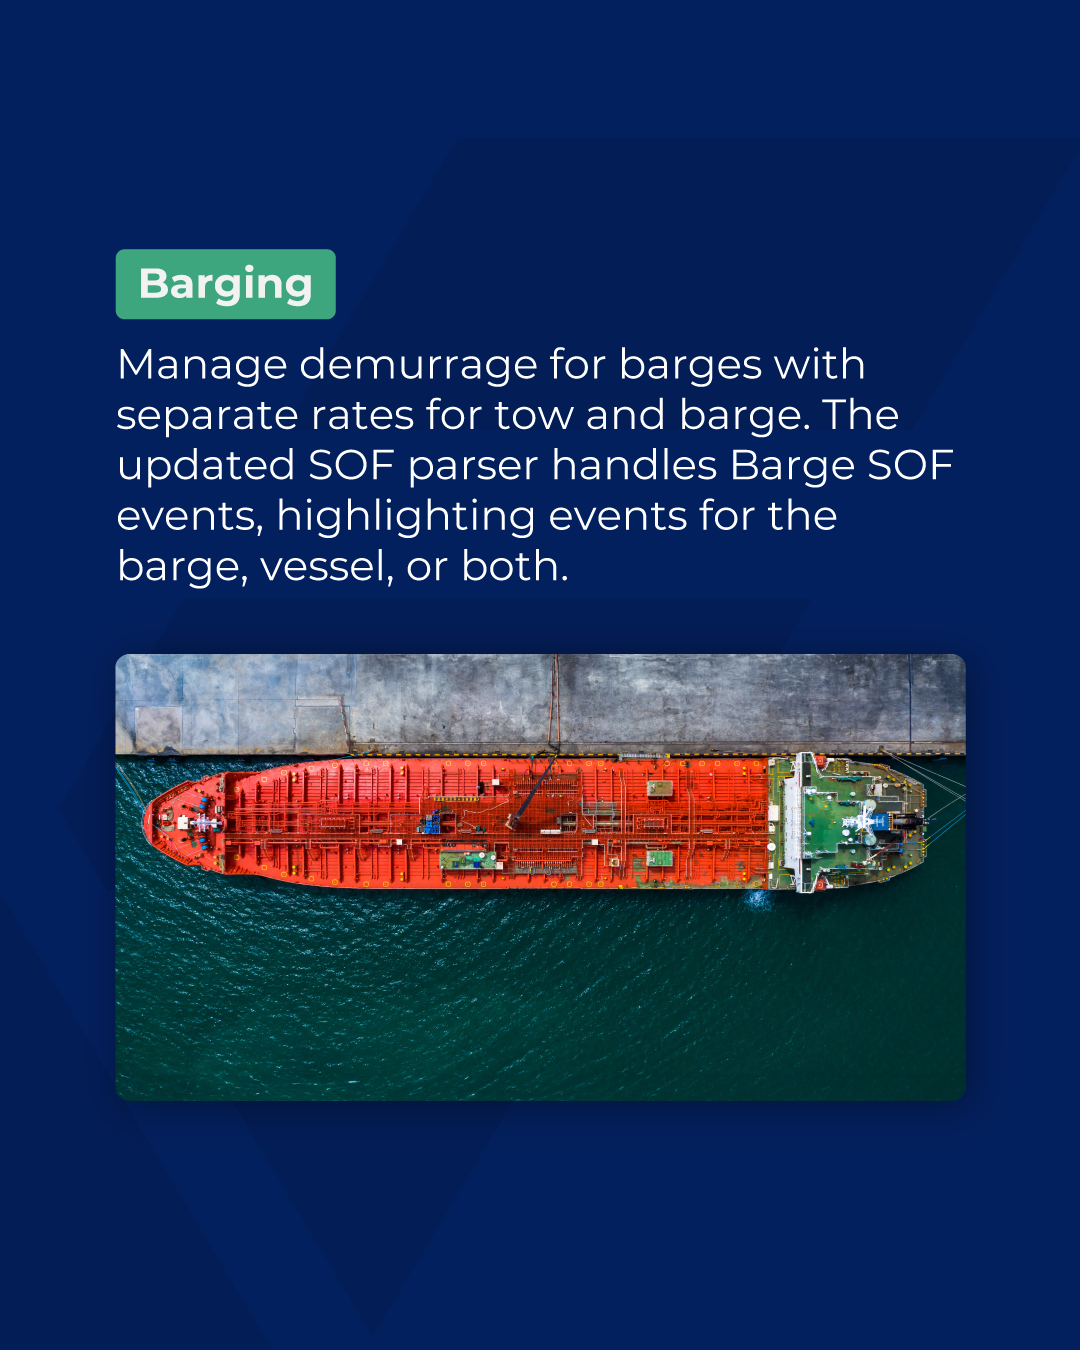 Barging
Manage demurrage for barges with
separate rates for tow and barge. The
updated SOF parser handles Barge SOF
events, highlighting events for the
barge, vessel, or both.